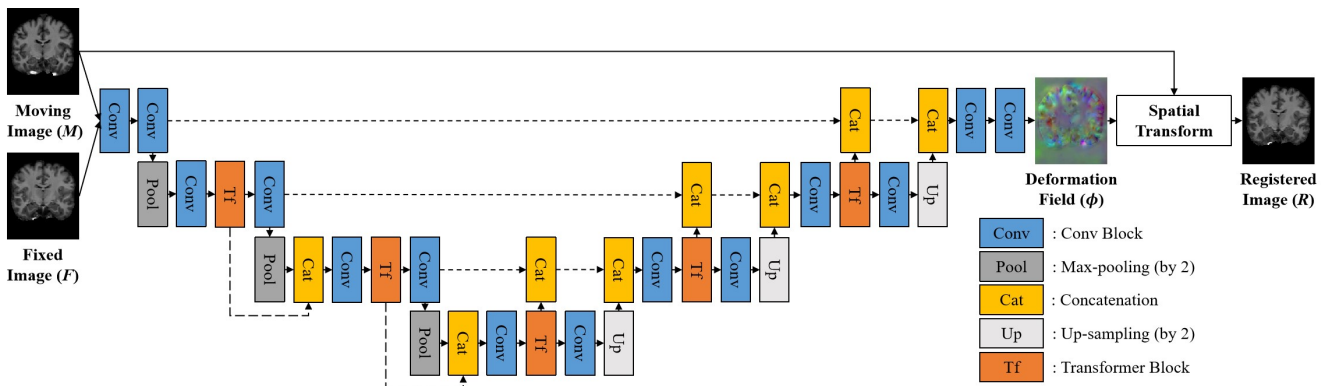 Moving
Image (M)
Fixed
Image (F)
Conv
Conv
Cat
Cat
Conv
Conv
Spatial
Transform
Deformation
Field (ϕ)
Registered
Image (R)
Pool
Conv
Tf
Conv
Cat
Cat
Conv
Tf
Conv
Up
Pool
Cat
Conv
Tf
Conv
Cat
Cat
Conv
Tf
Conv
Up
Pool
Cat
Conv
Tf
Conv
Up
Conv : Conv Block
Pool : Max-pooling (by 2)
Cat : Concatenation
Up : Up-sampling (by 2)
Tf : Transformer Block